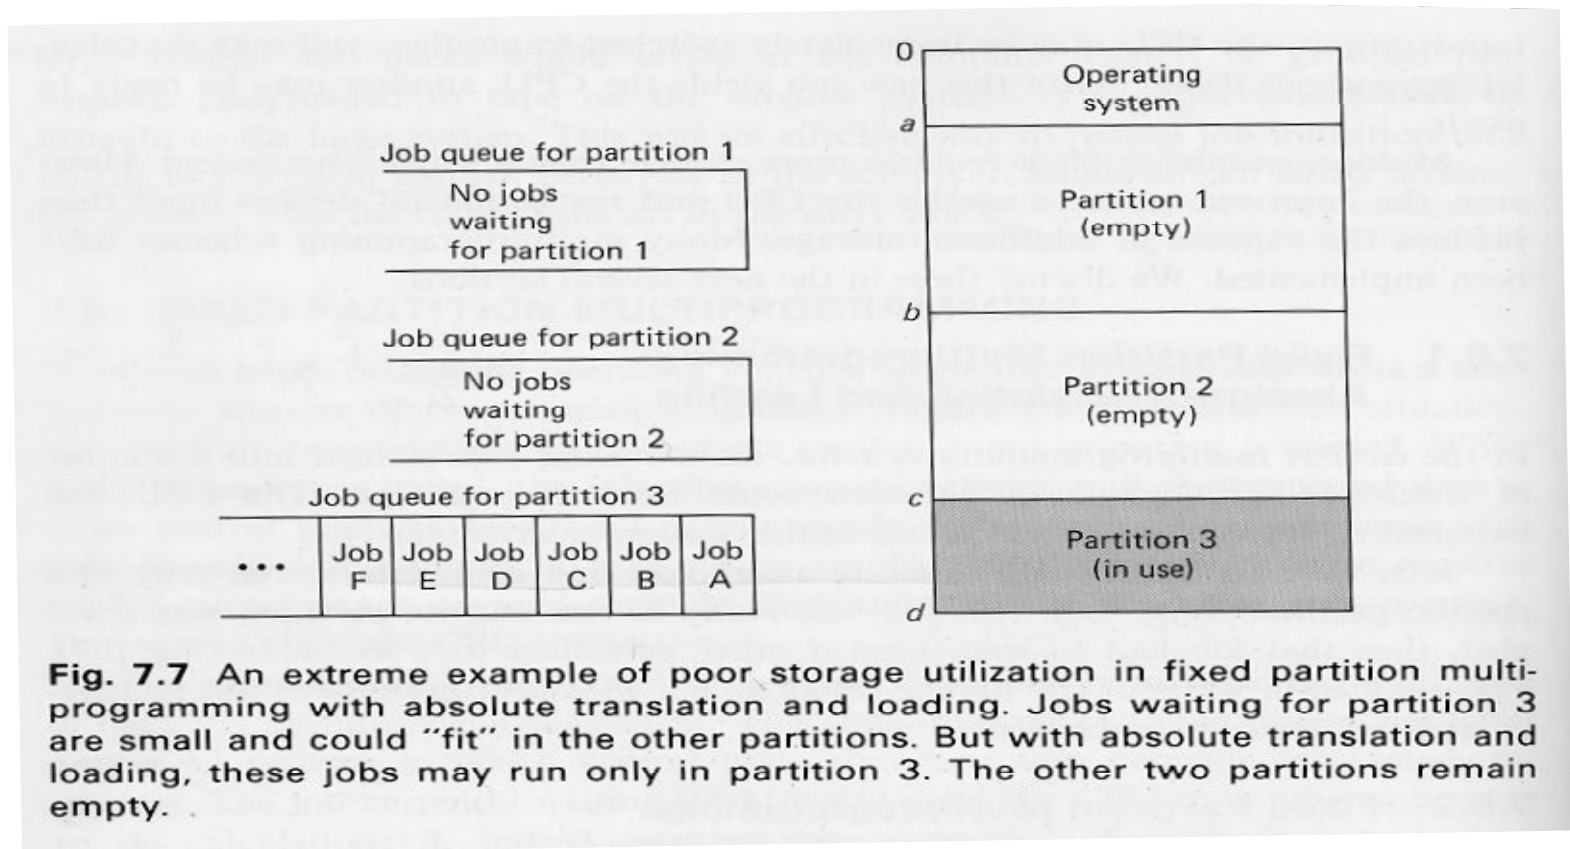 Job queue for partition 1
No jobs
waiting
for partition 1
Job queue for partition 2
No jobs
waiting
for partition 2
Job queue for partition 3
... Job Job Job Job Job Job
F E D C B A
0
Operating
system
a
Partition 1
(empty)
b
Partition 2
(empty)
c
Partition 3
(in use)
d
Fig. 7.7 An extreme example of poor storage utilization in fixed partition multi-
programming with absolute translation and loading. Jobs waiting for partition 3
are small and could “fit” in the other partitions. But with absolute translation and
loading, these jobs may run only in partition 3. The other two partitions remain
empty.